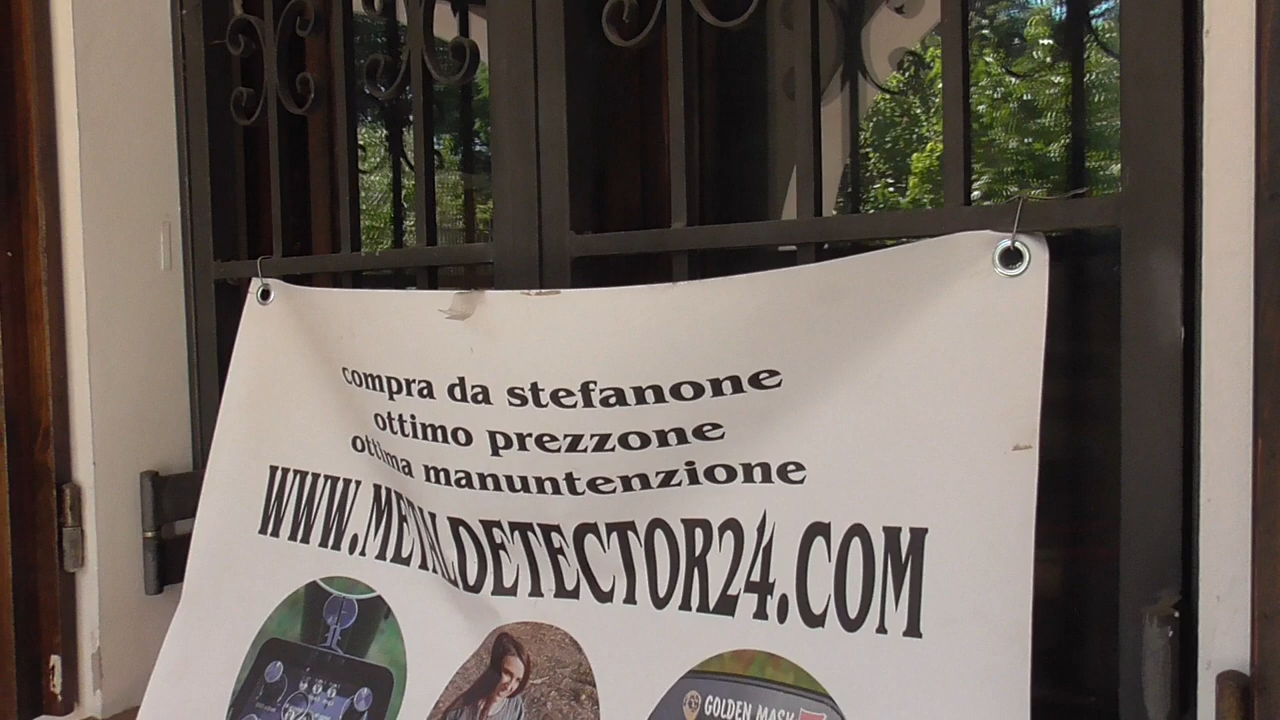 compra da stefanone
ottimo prezzone
ottima manuntenzione
WWW.METALDETECTOR24.COM
GOLDEN MASK